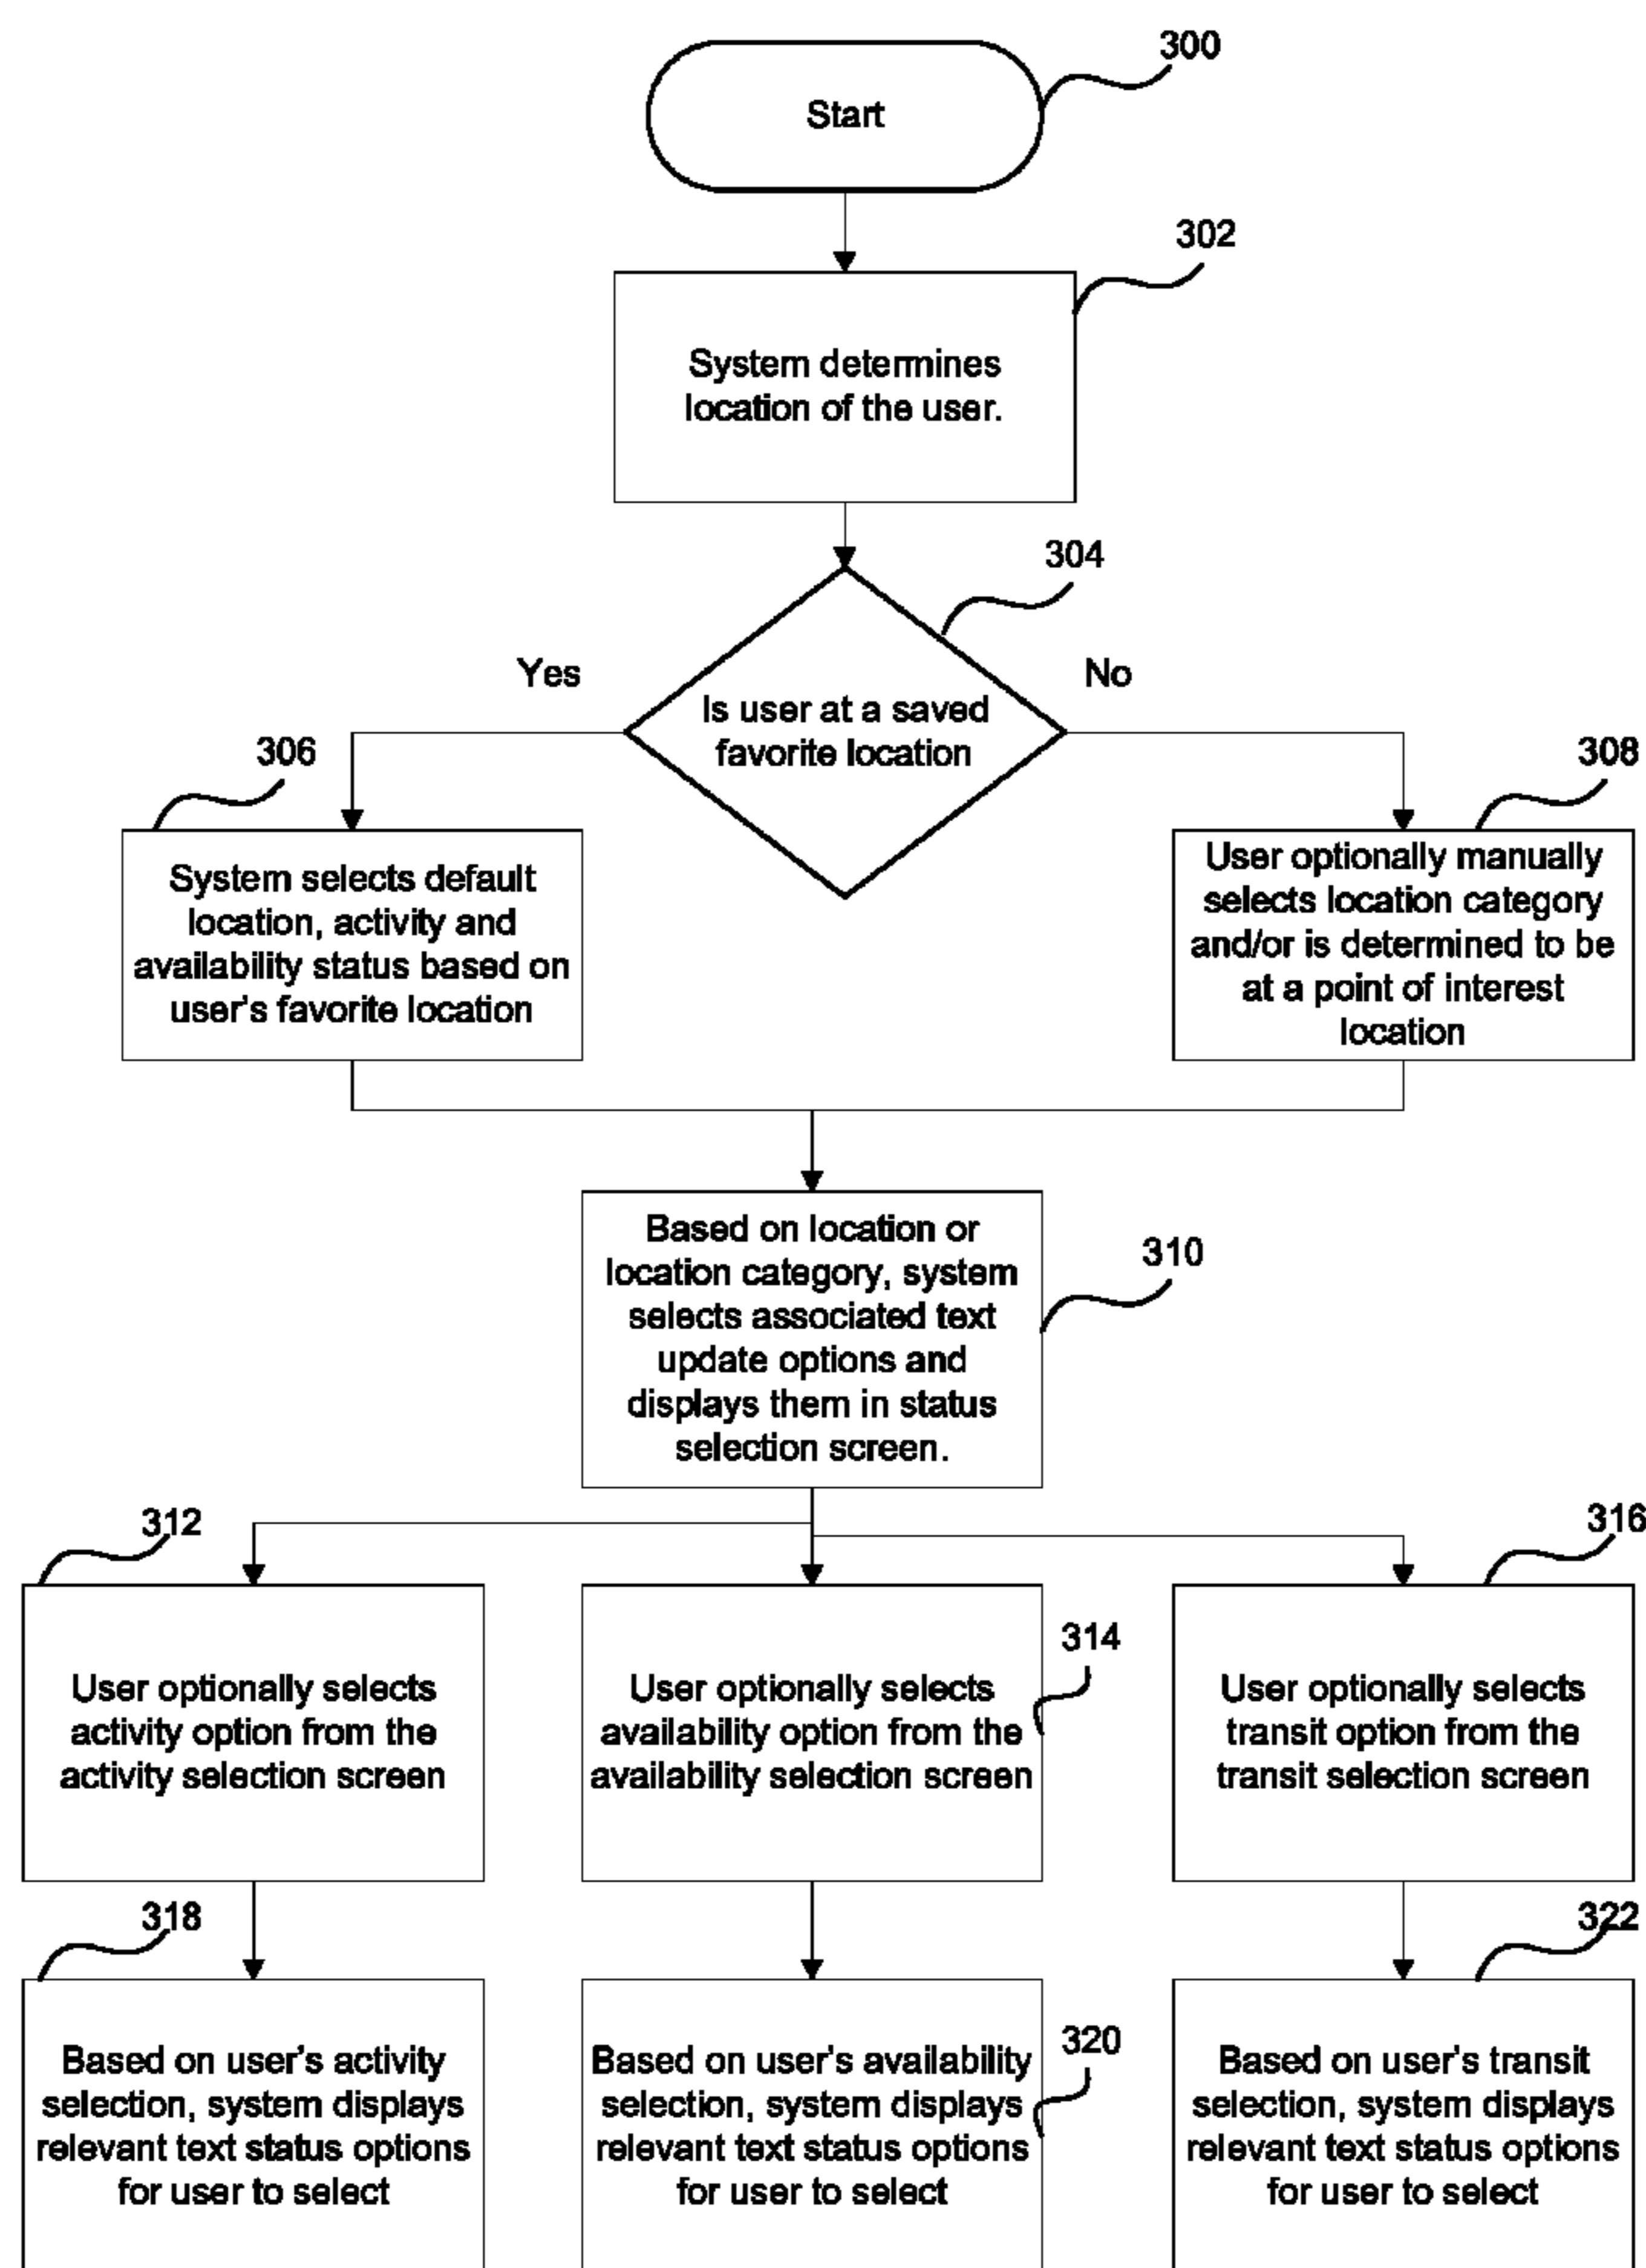 300
Start
302
System determines
location of the user.
304
Yes
No
Is user at a saved
favorite location
306
308
System selects default
location, activity and
availability status based on
user's favorite location
User optionally manually
selects location category
and/or is determined to be
at a point of interest
location
Based on location or
location category, system
selects associated text
update options and
displays them in status
selection screen.
310
312
316
314
User optionally selects
activity option from the
activity selection screen
User optionally selects
availability option from the
availability selection screen
User optionally selects
transit option from the
transit selection screen
318
322
320
Based on user's activity
selection, system displays
relevant text status options
for user to select
Based on user's availability
selection, system displays
relevant text status options
for user to select
Based on user's transit
selection, system displays
relevant text status options
for user to select